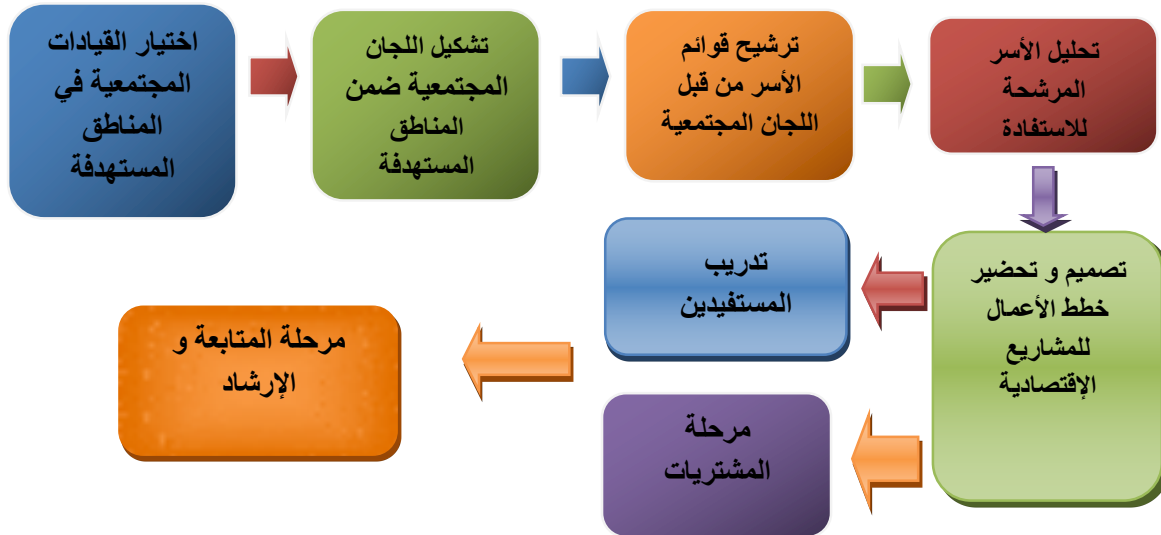 اختيار القيادات
المجتمعية في
المناطق
المستهدفة
تشكيل اللجان
المجتمعية ضمن
المناطق
المستهدفة
ترشيح قوائم
الأسر من قبل
اللجان المجتمعية
تحليل الأسر
المرشحة
للاستفادة
تصميم و تحضير
خطط الأعمال
للمشاريع
الإقتصادية
تدريب
المستفيدين
مرحلة
المشتريات
مرحلة المتابعة و
الإرشاد